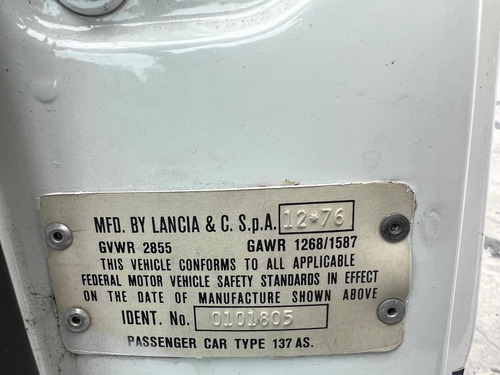 MFD. BY LANCIA & C. S.p.A. 12*76
GVWR 2855 GAWR 1268/1587
THIS VEHICLE CONFORMS TO ALL APPLICABLE
FEDERAL MOTOR VEHICLE SAFETY STANDARDS IN EFFECT
ON THE DATE OF MANUFACTURE SHOWN ABOVE
IDENT. No. 0101805
PASSENGER CAR TYPE 137 AS.